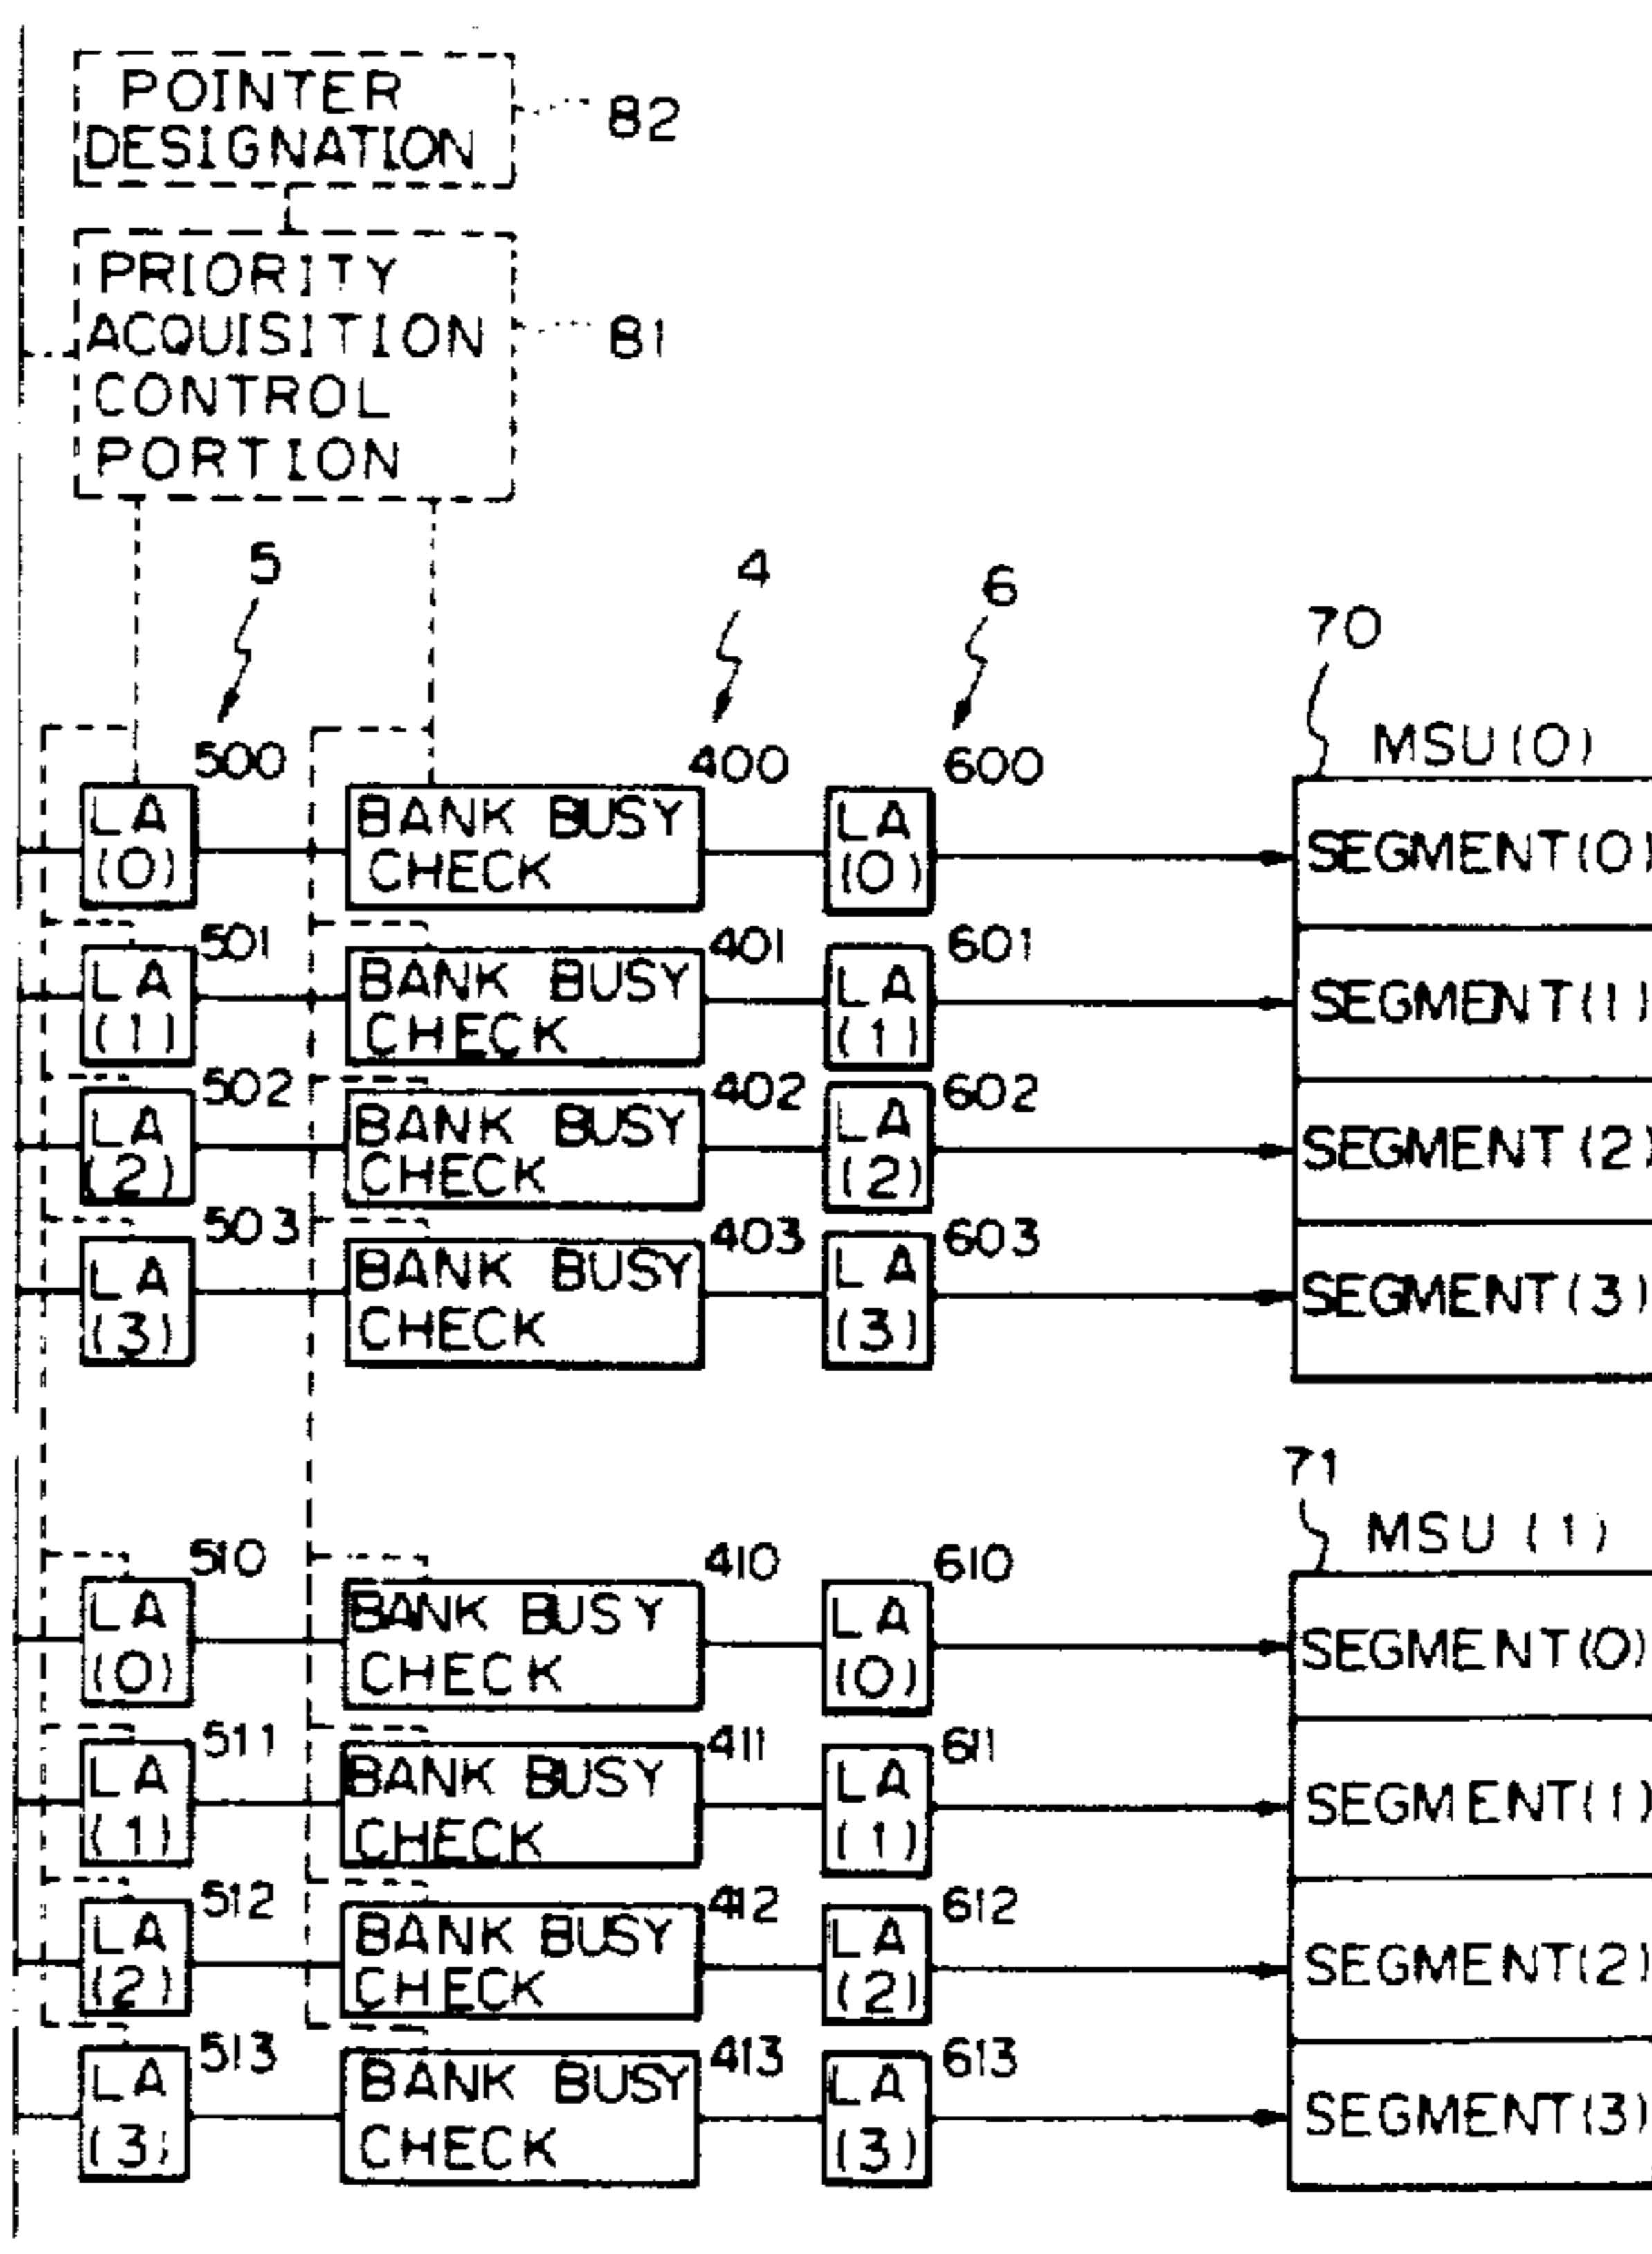 POINTER
DESIGNATION
82
PRIORITY
ACQUISITION
CONTROL
PORTION
81
5
4
6
70
MSU(0)
500
400
600
LA
(0)
BANK BUSY
CHECK
LA
(0)
SEGMENT(0)
501
401
601
LA
(1)
BANK BUSY
CHECK
LA
(1)
SEGMENT(1)
502
402
602
LA
(2)
BANK BUSY
CHECK
LA
(2)
SEGMENT(2)
503
403
603
LA
(3)
BANK BUSY
CHECK
LA
(3)
SEGMENT(3)
71
MSU(1)
510
410
610
LA
(0)
BANK BUSY
CHECK
LA
(0)
SEGMENT(0)
511
411
611
LA
(1)
BANK BUSY
CHECK
LA
(1)
SEGMENT(1)
512
412
612
LA
(2)
BANK BUSY
CHECK
LA
(2)
SEGMENT(2)
513
413
613
LA
(3)
BANK BUSY
CHECK
LA
(3)
SEGMENT(3)